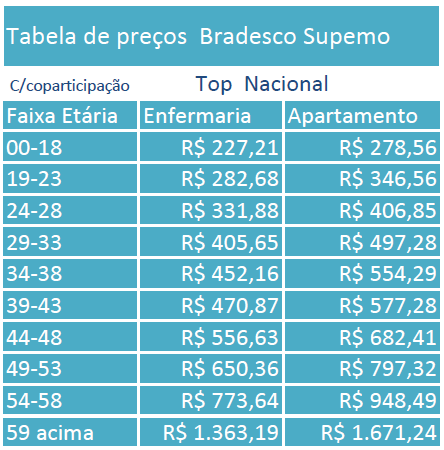 Tabela de preços Bradesco Supemo
C/coparticipação Top Nacional
Faixa Etária Enfermaria Apartamento
00-18 R$ 227,21 R$ 278,56
19-23 R$ 282,68 R$ 346,56
24-28 R$ 331,88 R$ 406,85
29-33 R$ 405,65 R$ 497,28
34-38 R$ 452,16 R$ 554,29
39-43 R$ 470,87 R$ 577,28
44-48 R$ 556,63 R$ 682,41
49-53 R$ 650,36 R$ 797,32
54-58 R$ 773,64 R$ 948,49
59 acima R$ 1.363,19 R$ 1.671,24